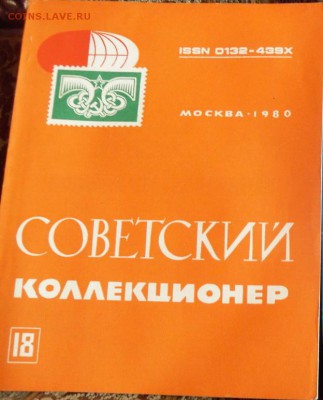 COINS.LAVE.RU
ISSN 0132-439X
МОСКВА·1980
СОВЕТСКИЙ
КОЛЛЕКЦИОНЕР
18